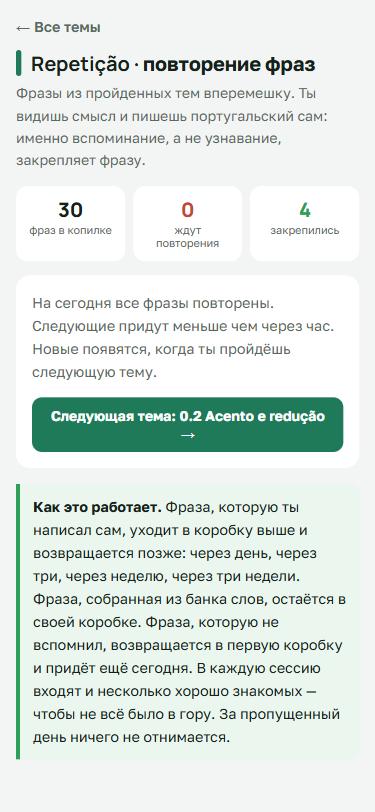 ← Все темы
Repetição · повторение фраз
Фразы из пройденных тем вперемешку. Ты
видишь смысл и пишешь португальский сам:
именно вспоминание, а не узнавание,
закрепляет фразу.
30
фраз в копилке
0
ждут
повторения
4
закрепились
На сегодня все фразы повторены.
Следующие придут меньше чем через час.
Новые появятся, когда ты пройдёшь
следующую тему.
Следующая тема: 0.2 Acento e redução
→
Как это работает. Фраза, которую ты
написал сам, уходит в коробку выше и
возвращается позже: через день, через
три, через неделю, через три недели.
Фраза, собранная из банка слов, остаётся в
своей коробке. Фраза, которую не
вспомнил, возвращается в первую коробку
и придёт ещё сегодня. В каждую сессию
входят и несколько хорошо знакомых —
чтобы не всё было в гору. За пропущенный
день ничего не отнимается.